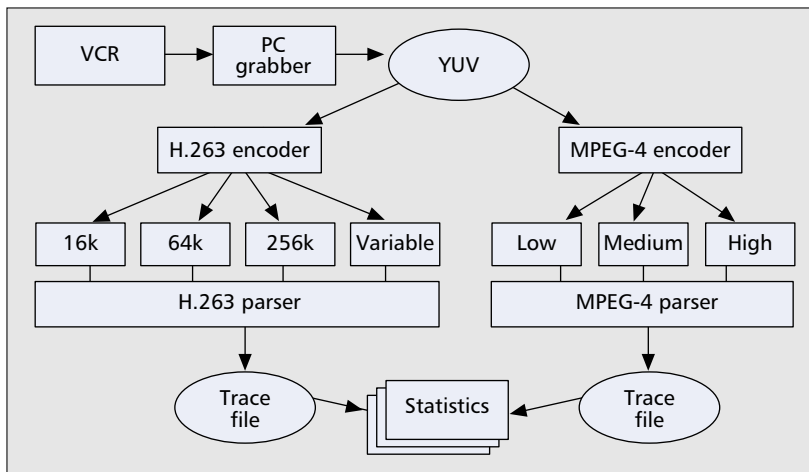 VCR
PC
grabber
YUV
H.263 encoder
MPEG-4 encoder
16k
64k
256k
Variable
Low
Medium
High
H.263 parser
MPEG-4 parser
Trace
file
Statistics
Trace
file